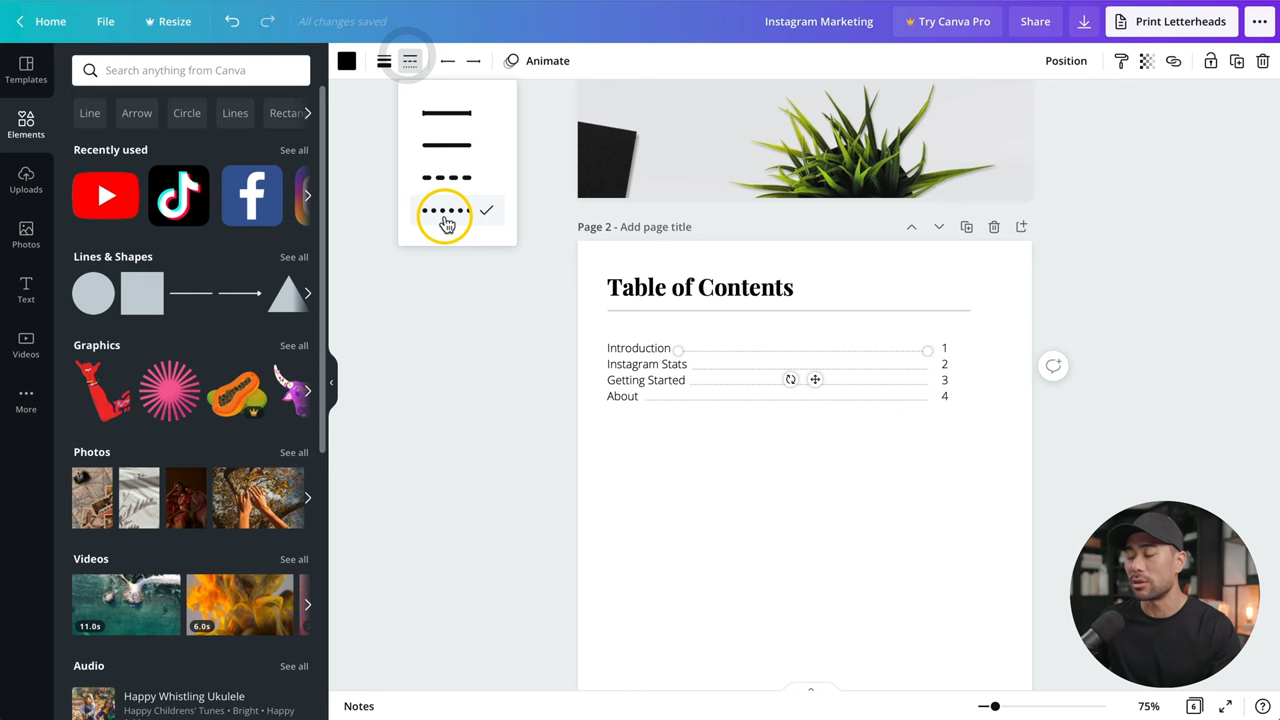 Home
File
Resize
All changes saved
Instagram Marketing
Try Canva Pro
Share
Print Letterheads
Templates
Elements
Uploads
Photos
Text
Videos
More
Search anything from Canva
Line
Arrow
Circle
Lines
Rectan
Recently used
See all
Lines & Shapes
See all
Graphics
See all
Photos
See all
Videos
See all
11.0s
6.0s
Audio
See all
Happy Whistling Ukulele
Happy Childrens' Tunes • Bright • Happy
Animate
Position
Page 2 - Add page title
Table of Contents
Introduction 1
Instagram Stats 2
Getting Started 3
About 4
Notes
75%
6